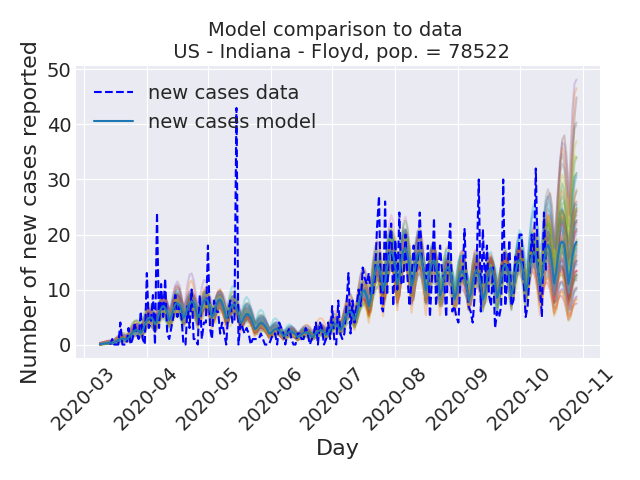 Model comparison to data
US - Indiana - Floyd, pop. = 78522
new cases data
new cases model
Number of new cases reported
50
40
30
20
10
0
2020-03
2020-04
2020-05
2020-06
2020-07
2020-08
2020-09
2020-10
2020-11
Day